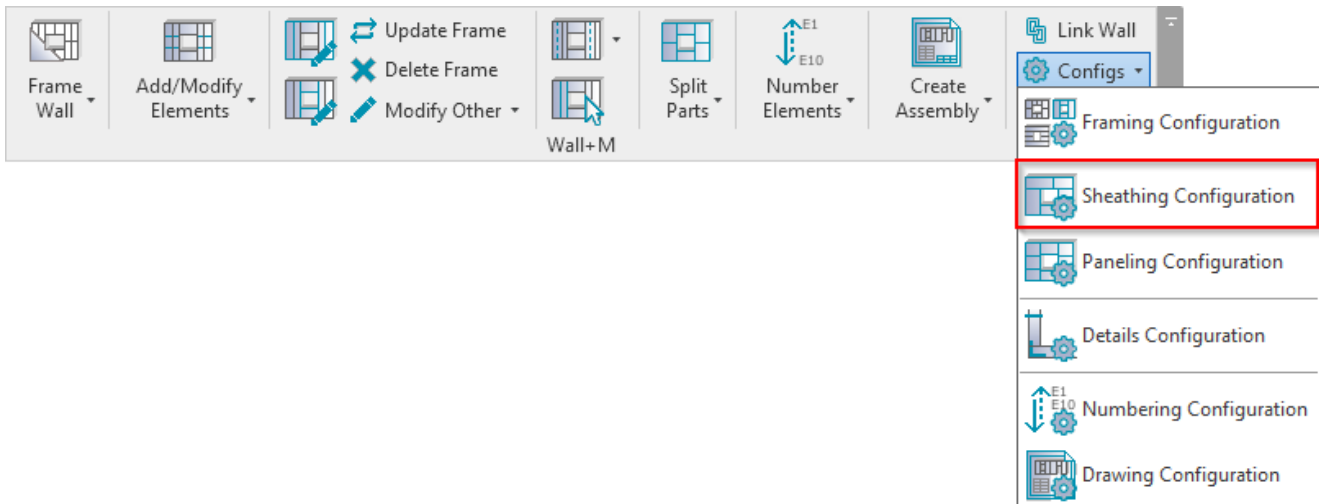 Frame
Wall
Add/Modify
Elements
Update Frame
Delete Frame
Modify Other
Split
Parts
E1
E10
Number
Elements
Create
Assembly
Link Wall
Configs
Wall+M
Framing Configuration
Sheathing Configuration
Paneling Configuration
Details Configuration
E1
E10
Numbering Configuration
Drawing Configuration